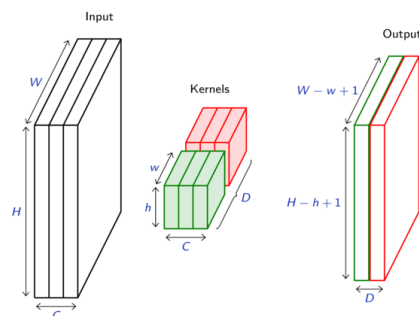 Input
W
H
C
Kernels
w
h
C
D
Output
W − w + 1
H − h + 1
D